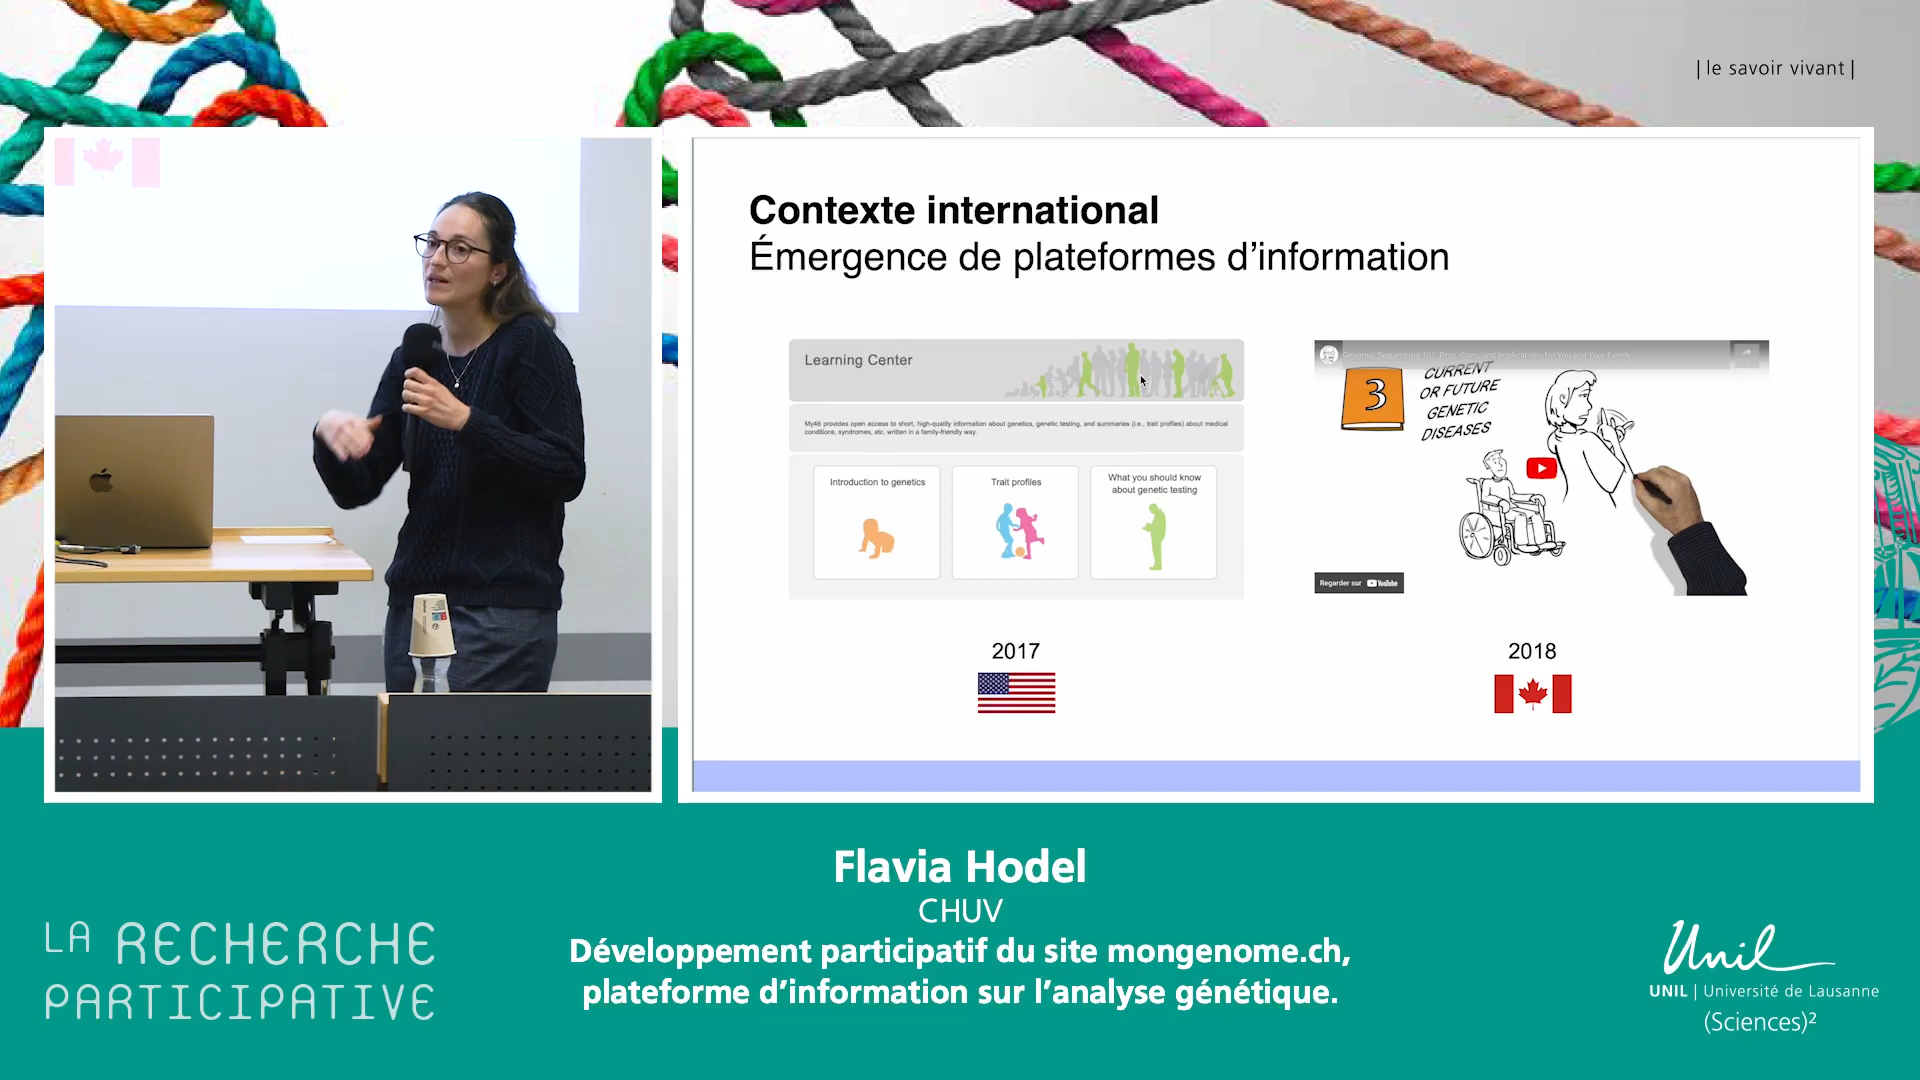 | le savoir vivant |
Contexte international
Émergence de plateformes d’information
Learning Center
My46 provides open access to short, high-quality information about genetics, genetic testing, and summaries (i.e., trait profiles) about medical
conditions, syndromes, etc. written in a family-friendly way.
Introduction to genetics
Trait profiles
What you should know
about genetic testing
Genomic Sequencing 101: Pros, Cons, and Implications for You and Your Family
3
CURRENT
OR FUTURE
GENETIC
DISEASES
Regarder sur YouTube
2017
2018
Flavia Hodel
CHUV
Développement participatif du site mongenome.ch,
plateforme d’information sur l’analyse génétique.
LA RECHERCHE
PARTICIPATIVE
Unil
UNIL | Université de Lausanne
(Sciences)²